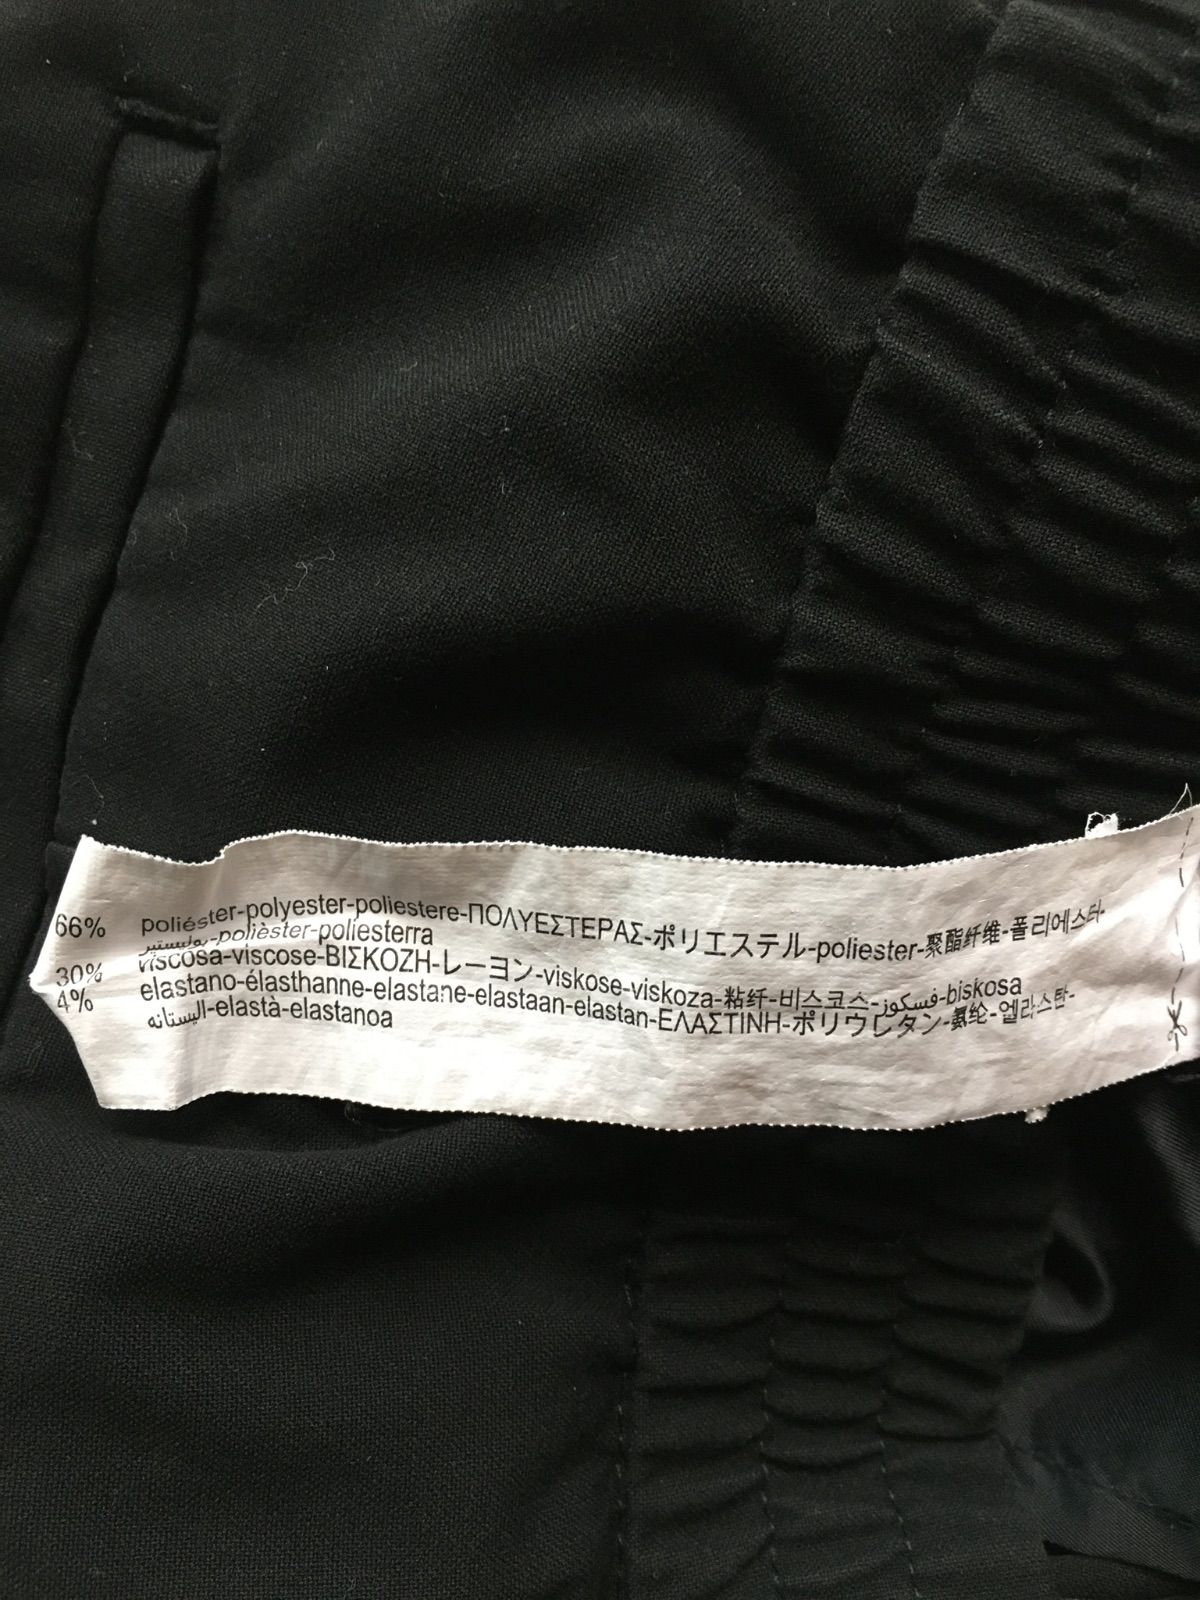 66% poliéster-polyester-poliestere-ΠΟΛΥΕΣΤΕΡΑΣ-ポリエステル-poliester-聚酯纤维-폴리에스터-
بوليستير-polièster-poliesterra
30% viscosa-viscose-ΒΙΣΚΟΖΗ-レーヨン-viskose-viskoza-粘纤-비스코스-فسكوز-biskosa
4% elastano-élasthanne-elastane-elastaan-elastan-ΕΛΑΣΤΙΝΗ-ポリウレタン-氨纶-엘라스탄-
اليستانه-elastà-elastanoa